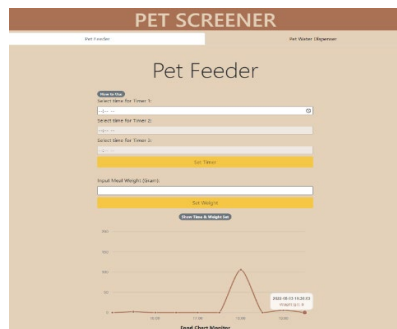 PET SCREENER
Pet Feeder
Pet Water Dispenser
Pet Feeder
How to Use
Select time for Timer 1:
Select time for Timer 2:
Select time for Timer 3:
Set Timer
Input Meal Weight (Gram):
Set Weight
Show Time & Weight Set
Food Chart Monitor